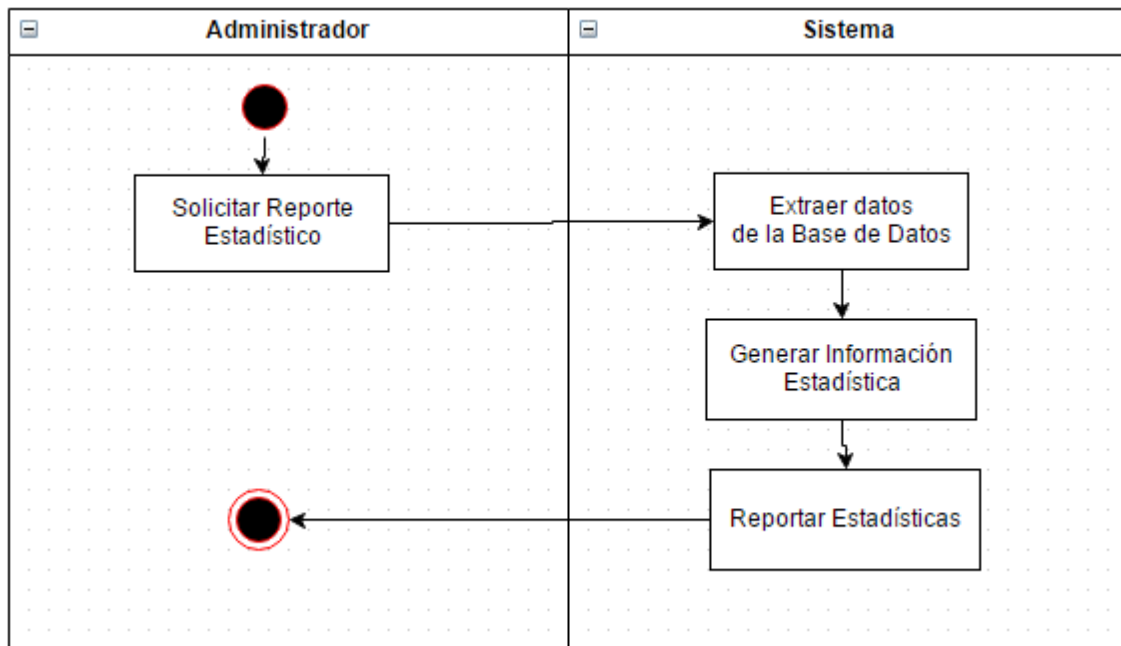 Administrador
Sistema
Solicitar Reporte
Estadístico
Extraer datos
de la Base de Datos
Generar Información
Estadística
Reportar Estadísticas